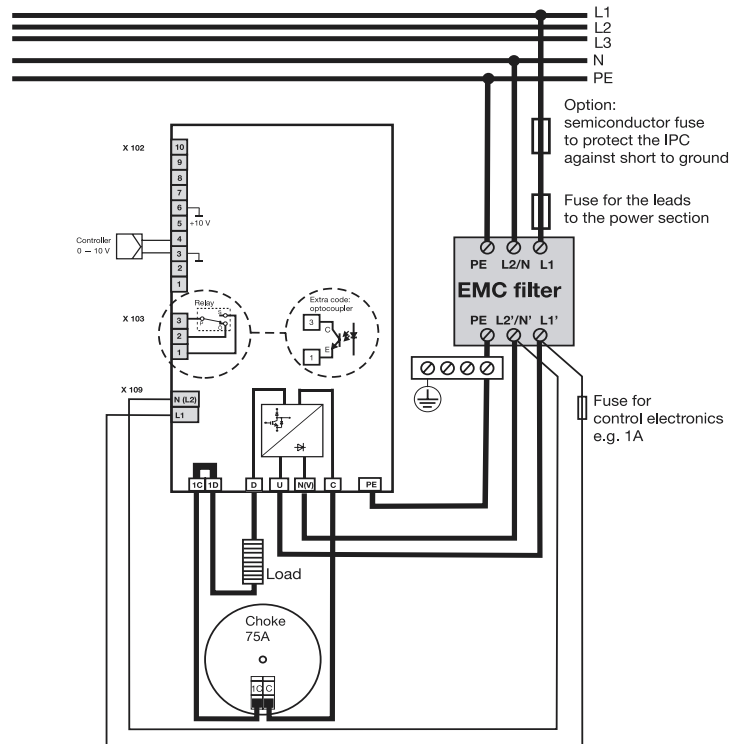 L1
L2
L3
N
PE
Option:
semiconductor fuse
to protect the IPC
against short to ground
Fuse for the leads
to the power section
X 102
10
9
8
7
6
5 +10 V
4
3
2
1
Controller
0 – 10 V
X 103
3
2
1
Relay
Extra code:
optocoupler
3 C
E
1
PE L2/N L1
EMC filter
PE L2'/N' L1'
X 109
N (L2)
L1
Fuse for
control electronics
e.g. 1A
1C 1D D U N(V) C PE
Load
Choke
75A
1C C